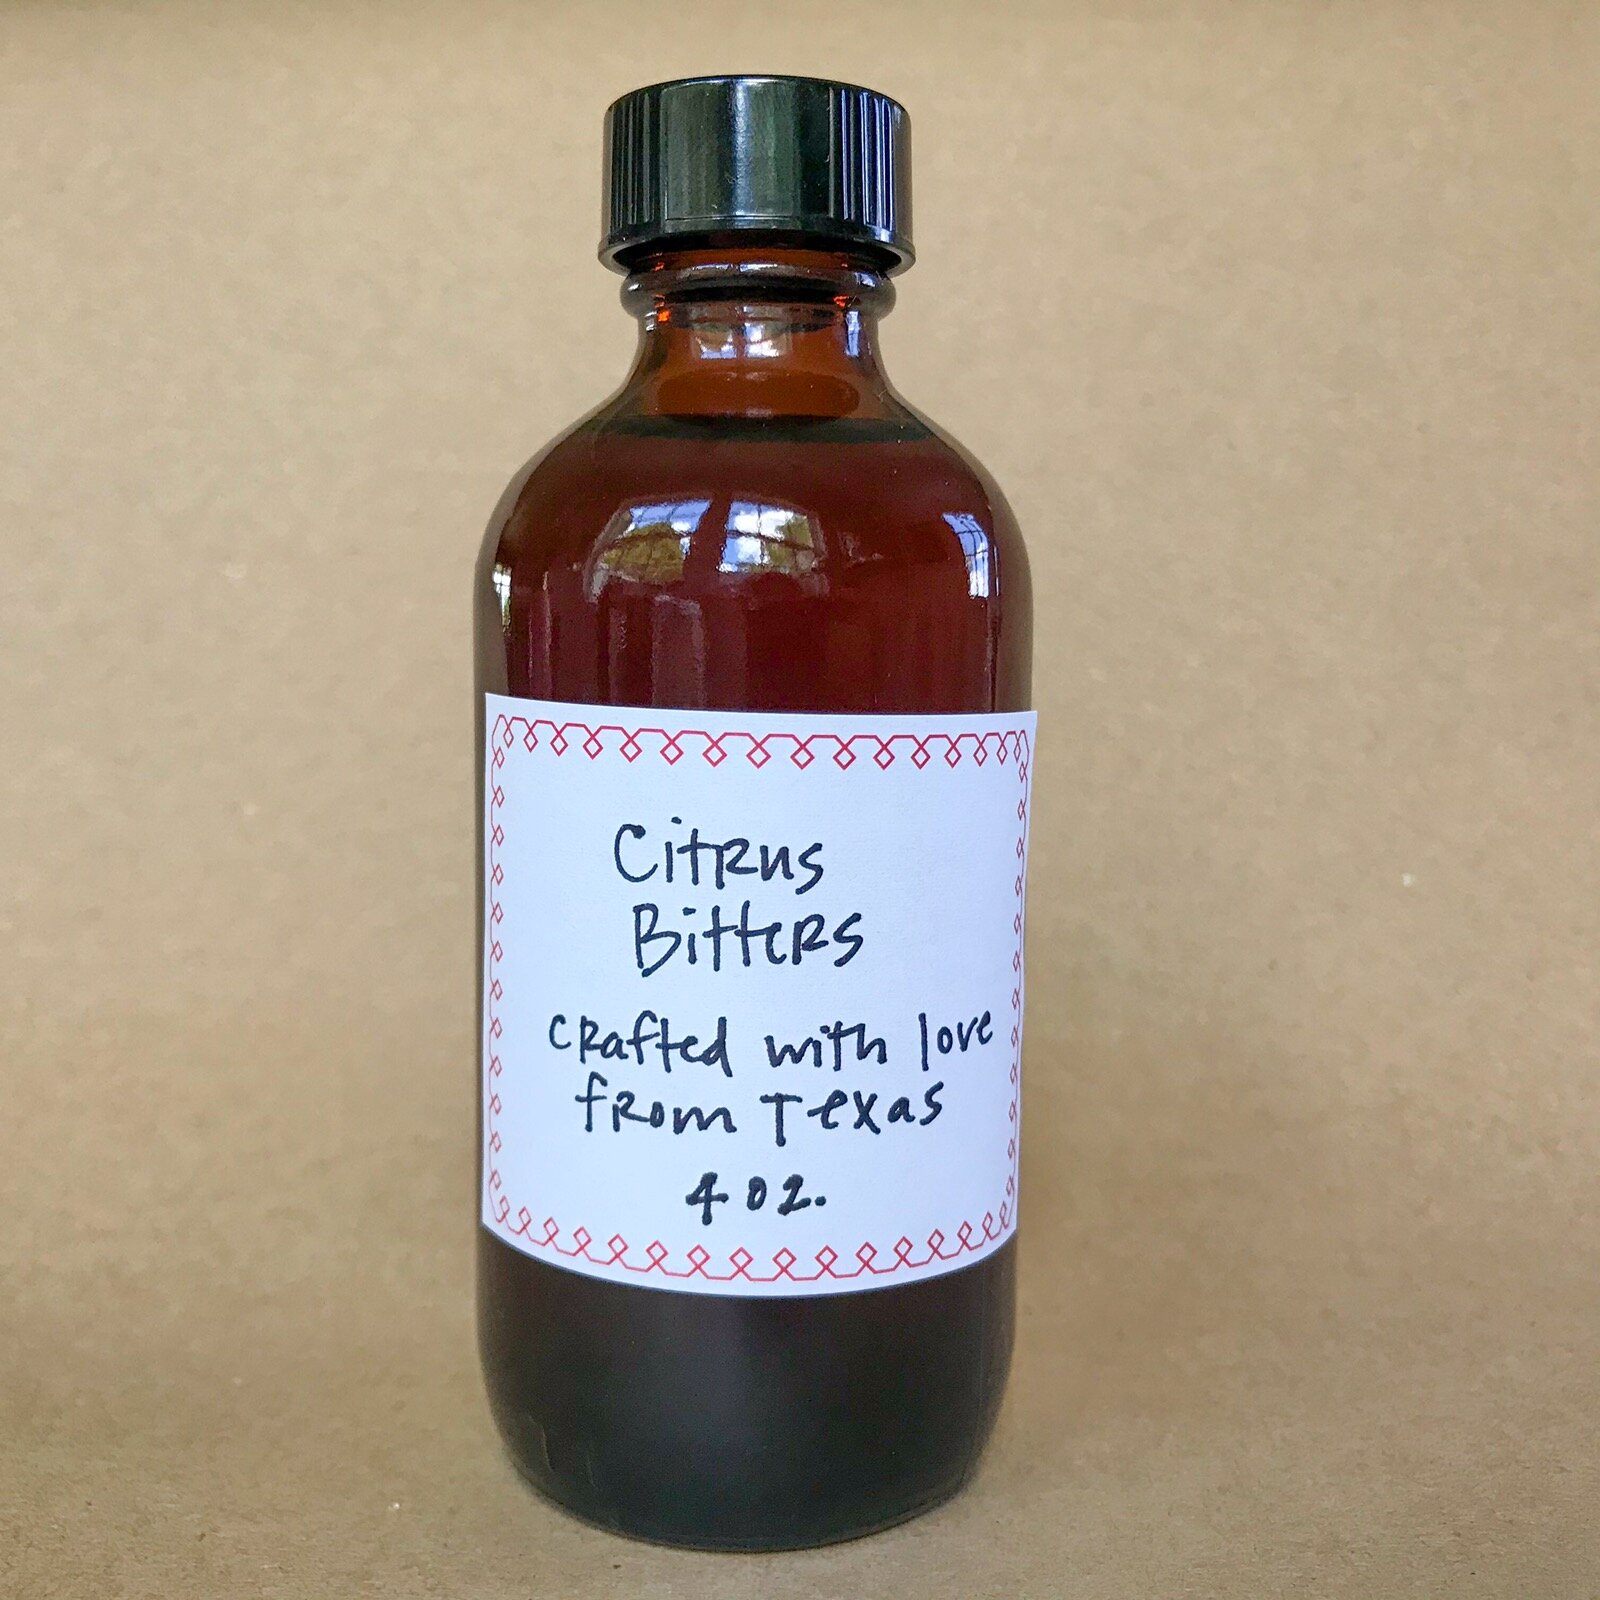 Citrus
Bitters
crafted with love
from Texas
4 oz.